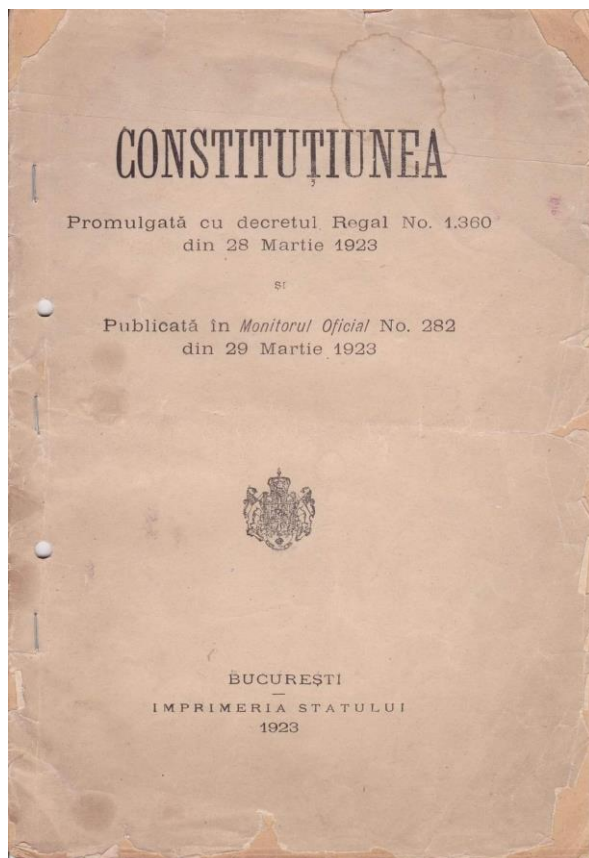 CONSTITUȚIUNEA
Promulgată cu decretul Regal No. 1.360
din 28 Martie 1923
ȘI
Publicată în Monitorul Oficial No. 282
din 29 Martie 1923
BUCUREȘTI
IMPRIMERIA STATULUI
1923